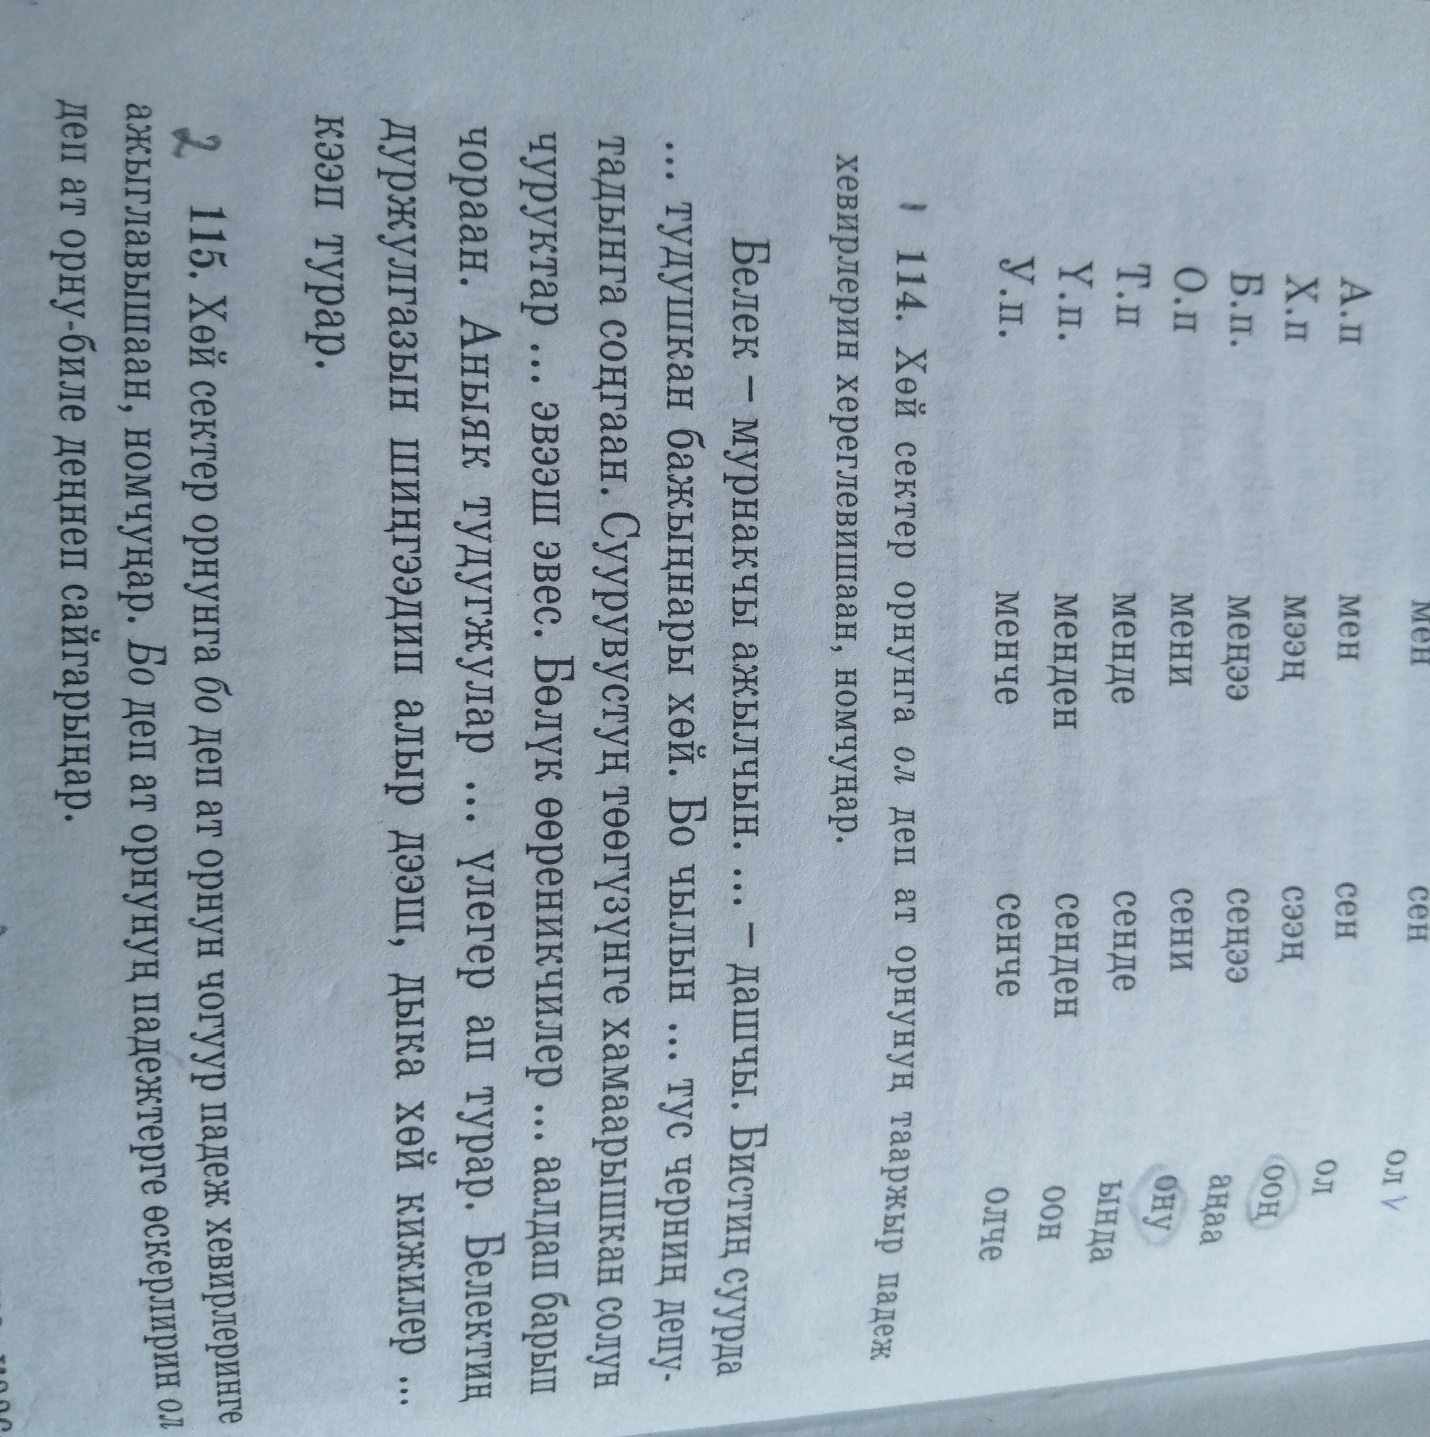 мен сен ол
А.п мен сен ол
Х.п мээң сээң ооң
Б.п. меңээ сеңээ аңаа
О.п мени сени ону
Т.п менде сенде ында
Ү.п. менден сенден оон
У.п. менче сенче олче
1 114. Хөй сектер орнунга ол деп ат орнунуң тааржыр падеж
хевирлерин хереглевишаан, номчуңар.
Белек – мурнакчы ажылчын. ... – дашчы. Бистиң суурда
... тудушкан бажыңнары хөй. Бо чылын ... тус черниң депу-
тадынга соңгаан. Суурувустуң төөгүзүнге хамаарышкан солун
чуруктар ... эвээш эвес. Бөлүк өөреникчилер ... аалдап барып
чораан. Аныяк тудугжулар ... үлегер ап турар. Белектиң
дуржулгазын шиңгээдип алыр дээш, дыка хөй кижилер ...
кээп турар.
2 115. Хөй сектер орнунга бо деп ат орнун чогуур падеж хевирлеринге
ажыглавышаан, номчуңар. Бо деп ат орнунуң падежтерге өскерлирин ол
деп ат орну-биле деңнеп сайгарыңар.